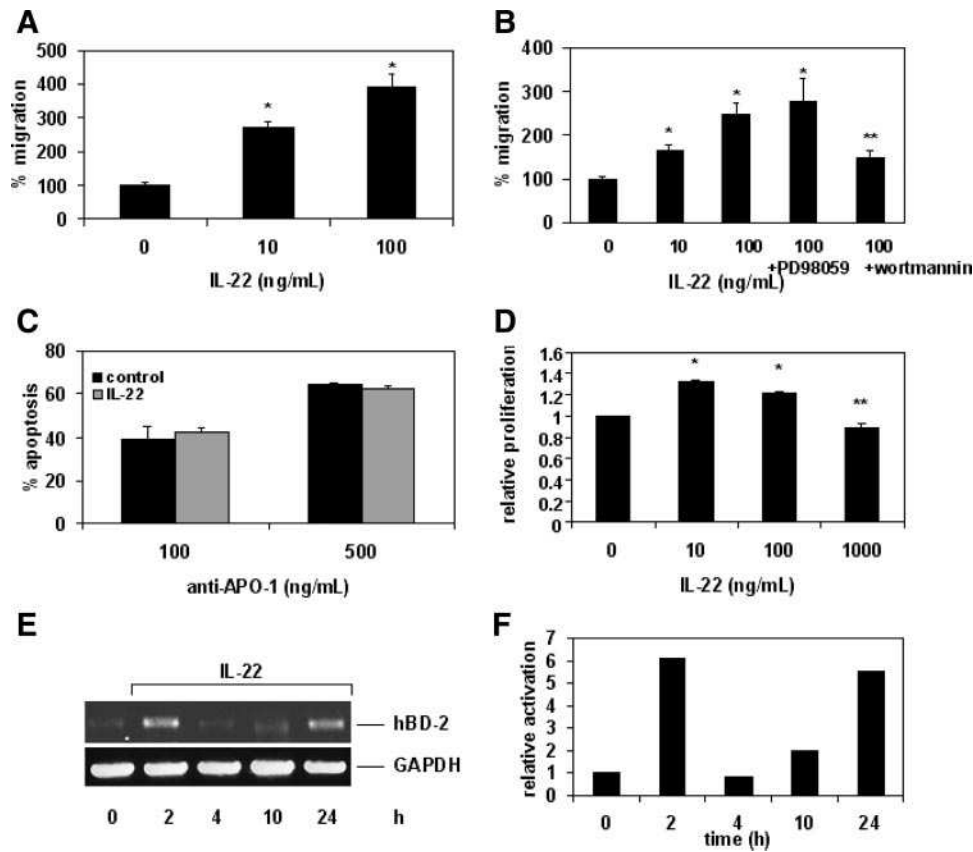 A
500
400
300
200
100
0
% migration
*
*
0 10 100
IL-22 (ng/mL)
B
400
300
200
100
0
% migration
*
*
*
**
0 10 100 100 100
+PD98059 +wortmannin
IL-22 (ng/mL)
C
80
60
40
20
0
% apoptosis
control
IL-22
100 500
anti-APO-1 (ng/mL)
D
1.6
1.4
1.2
1
0.8
0.6
0.4
0.2
0
relative proliferation
*
*
**
0 10 100 1000
IL-22 (ng/mL)
E
IL-22
hBD-2
GAPDH
0 2 4 10 24 h
F
7
6
5
4
3
2
1
0
relative activation
0 2 4 10 24
time (h)